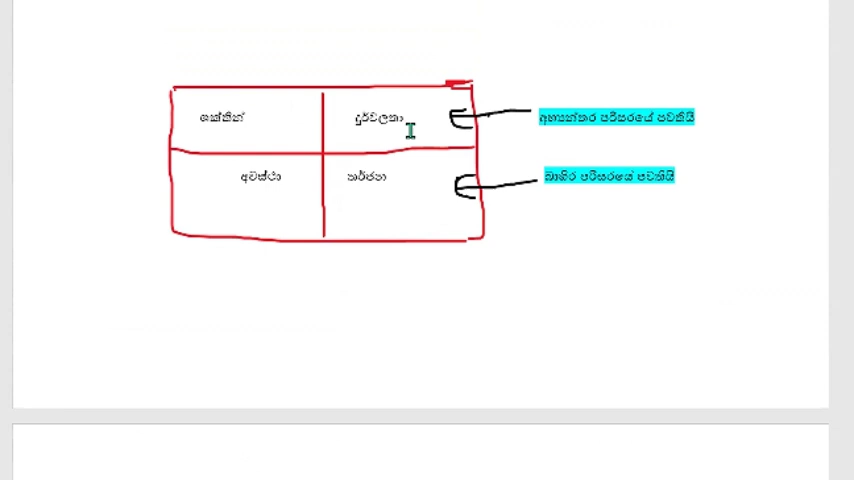 ශක්තීන් දුර්වලතා අභ්‍යන්තර පරිසරයේ පවතියි
අවස්ථා තර්ජන බාහිර පරිසරයේ පවතියි